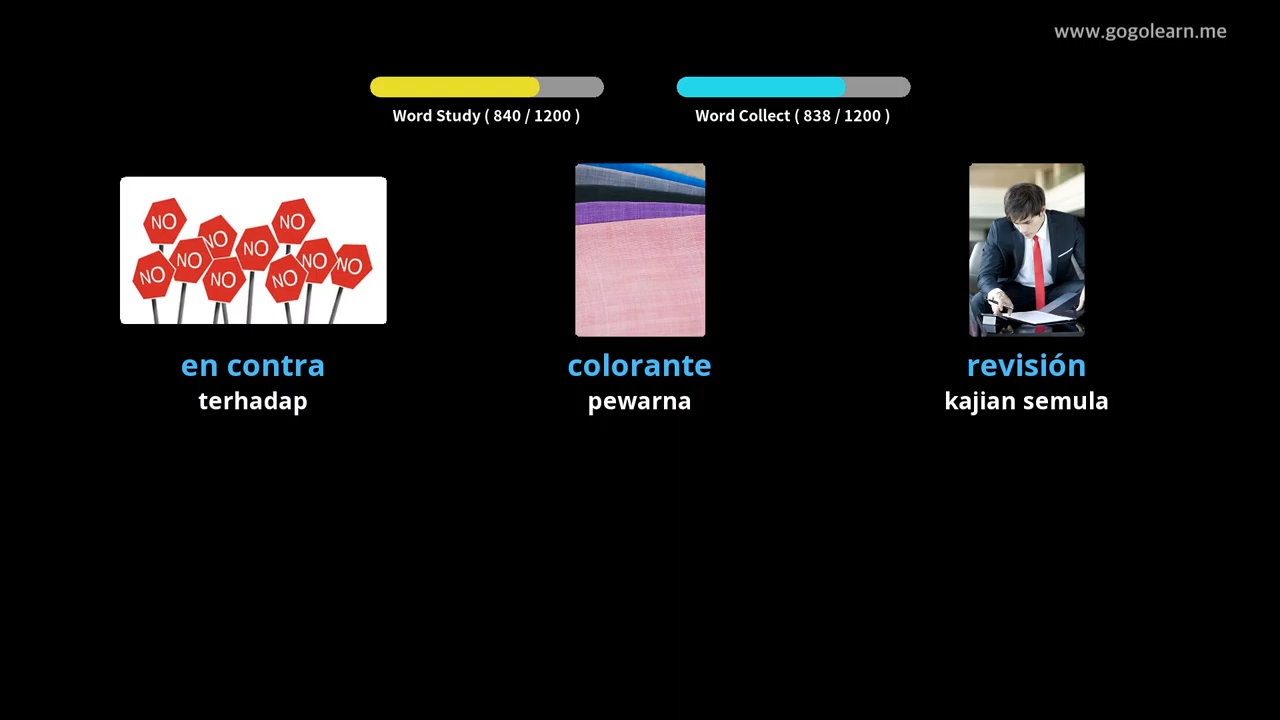 www.gogolearn.me
Word Study ( 840 / 1200 )
Word Collect ( 838 / 1200 )
NO
NO
NO
NO
NO
NO
NO
NO
NO
NO
en contra
terhadap
colorante
pewarna
revisión
kajian semula